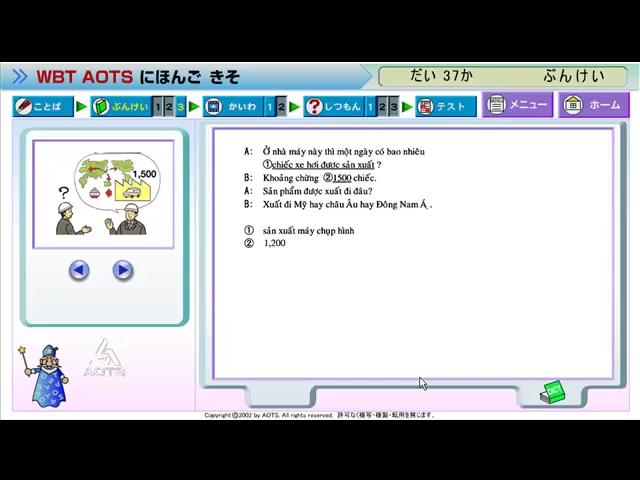 WBT AOTS にほんご きそ
だい 37か ぶんけい
ことば ぶんけい 1 2 3 かいわ 1 2 しつもん 1 2 3 テスト メニュー ホーム
A: Ở nhà máy này thì một ngày có bao nhiêu
①chiếc xe hơi được sản xuất ?
B: Khoảng chừng ②1500 chiếc.
A: Sản phẩm được xuất đi đâu?
B: Xuất đi Mỹ hay châu Âu hay Đông Nam Á .
① sản xuất máy chụp hình
② 1,200
1,500
?
AOTS
Copyright©2002 by AOTS. All rights reserved. 許可なく複写・複製・転用を禁じます。